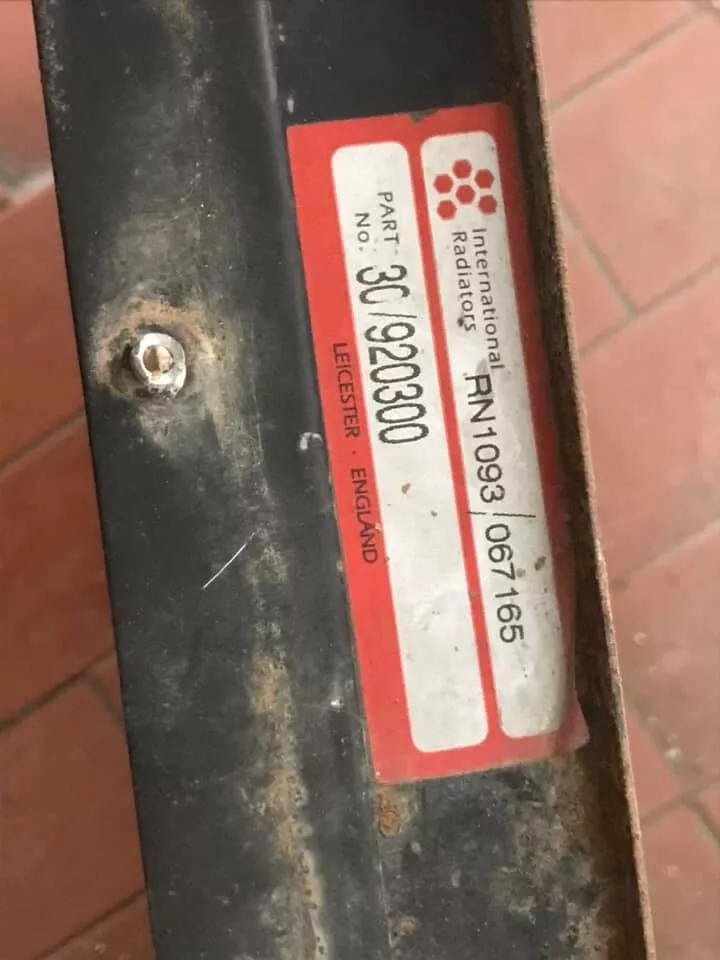 International
Radiators
RN1093/067165
PART
No.
30/920300
LEICESTER · ENGLAND